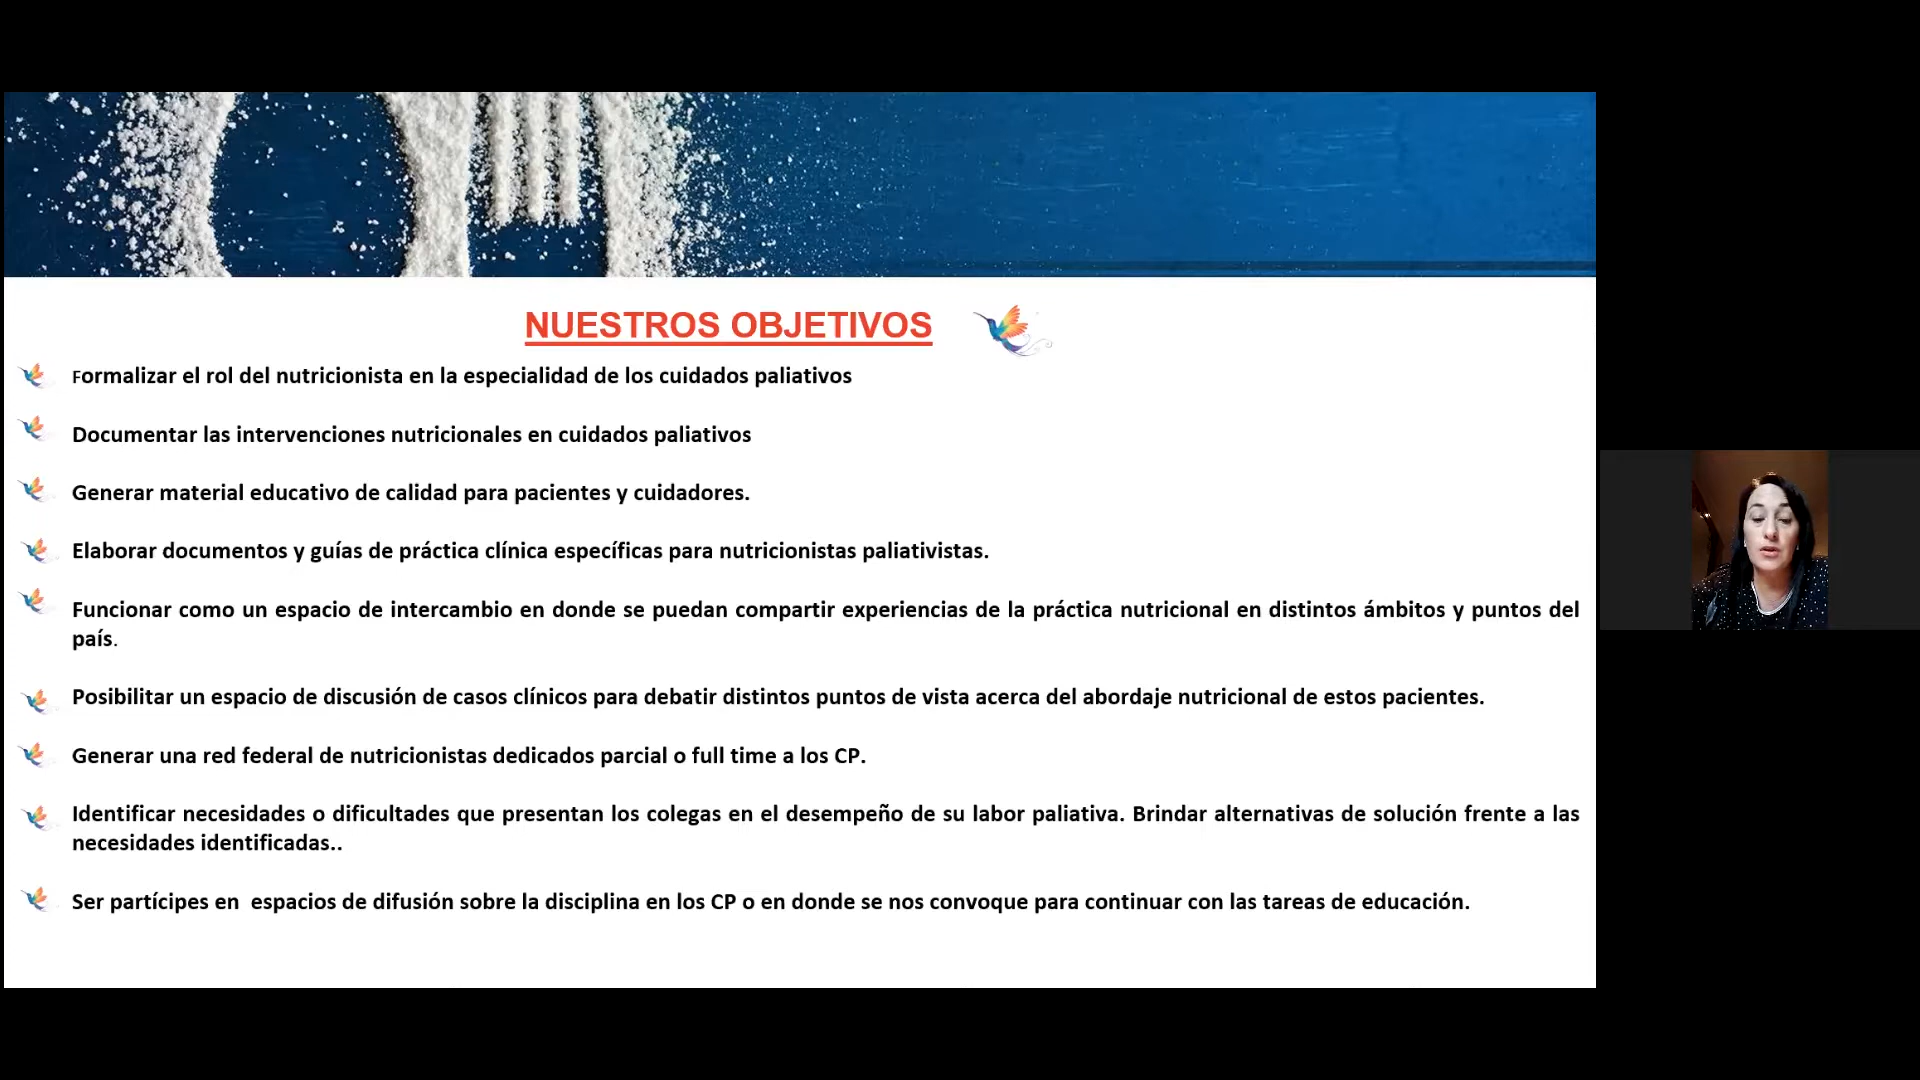 NUESTROS OBJETIVOS
Formalizar el rol del nutricionista en la especialidad de los cuidados paliativos
Documentar las intervenciones nutricionales en cuidados paliativos
Generar material educativo de calidad para pacientes y cuidadores.
Elaborar documentos y guías de práctica clínica específicas para nutricionistas paliativistas.
Funcionar como un espacio de intercambio en donde se puedan compartir experiencias de la práctica nutricional en distintos ámbitos y puntos del
país.
Posibilitar un espacio de discusión de casos clínicos para debatir distintos puntos de vista acerca del abordaje nutricional de estos pacientes.
Generar una red federal de nutricionistas dedicados parcial o full time a los CP.
Identificar necesidades o dificultades que presentan los colegas en el desempeño de su labor paliativa. Brindar alternativas de solución frente a las
necesidades identificadas..
Ser partícipes en  espacios de difusión sobre la disciplina en los CP o en donde se nos convoque para continuar con las tareas de educación.